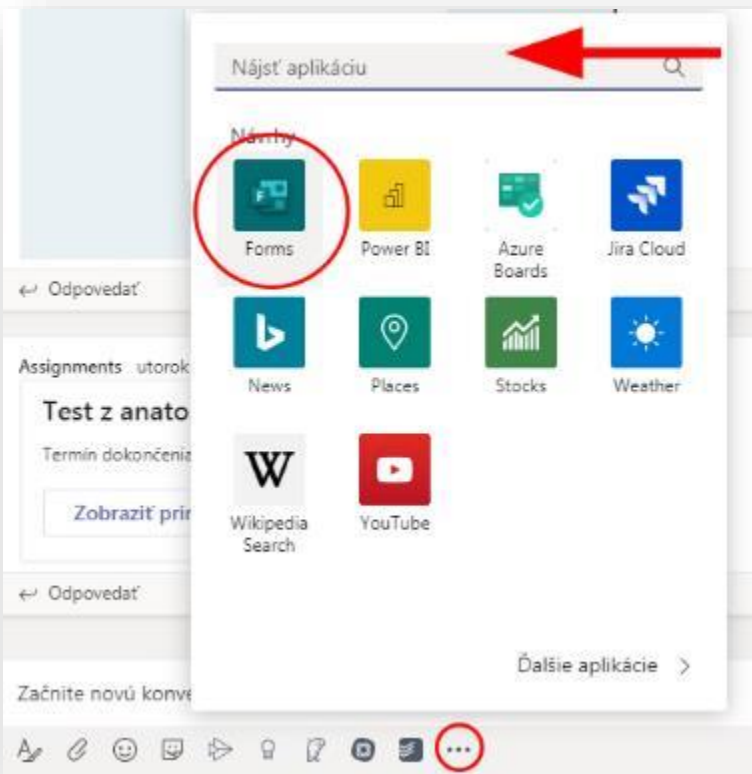 Nájsť aplikáciu
Návrhy
Forms
Power BI
Azure
Boards
Jira Cloud
Odpovedať
News
Places
Stocks
Weather
Assignments utorok
Test z anato
Termín dokončenia
Zobraziť prir
Wikipedia
Search
YouTube
Odpovedať
Ďalšie aplikácie
Začnite novú konve